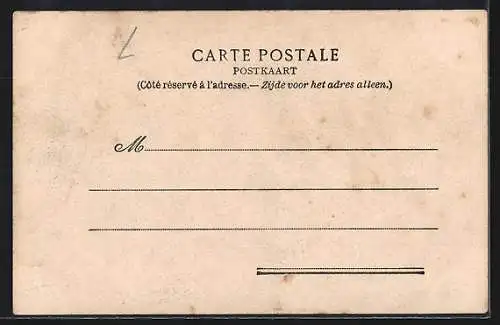 CARTE POSTALE
POSTKAART
(Côté réservé à l'adresse.— Zijde voor het adres alleen.)
M